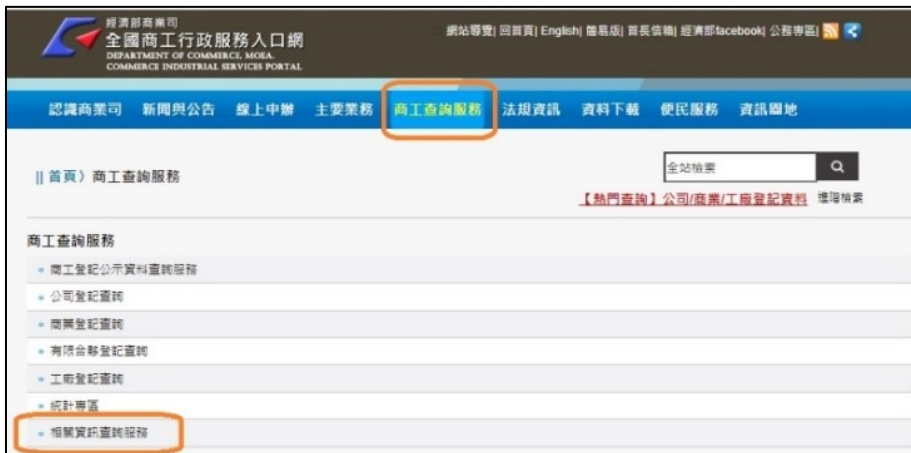 經濟部商業司
全國商工行政服務入口網
DEPARTMENT OF COMMERCE, MOEA.
COMMERCE INDUSTRIAL SERVICES PORTAL
網站導覽| 回首頁| English| 簡易版| 首長信箱| 經濟部facebook| 公務專區|
認識商業司 新聞與公告 線上申辦 主要業務 商工查詢服務 法規資訊 資料下載 便民服務 資訊園地
|| 首頁〉商工查詢服務
全站檢索
【熱門查詢】公司/商業/工廠登記資料 進階檢索
商工查詢服務
商工登記公示資料查詢服務
公司登記查詢
商業登記查詢
有限合夥登記查詢
工廠登記查詢
統計專區
相關資訊查詢服務